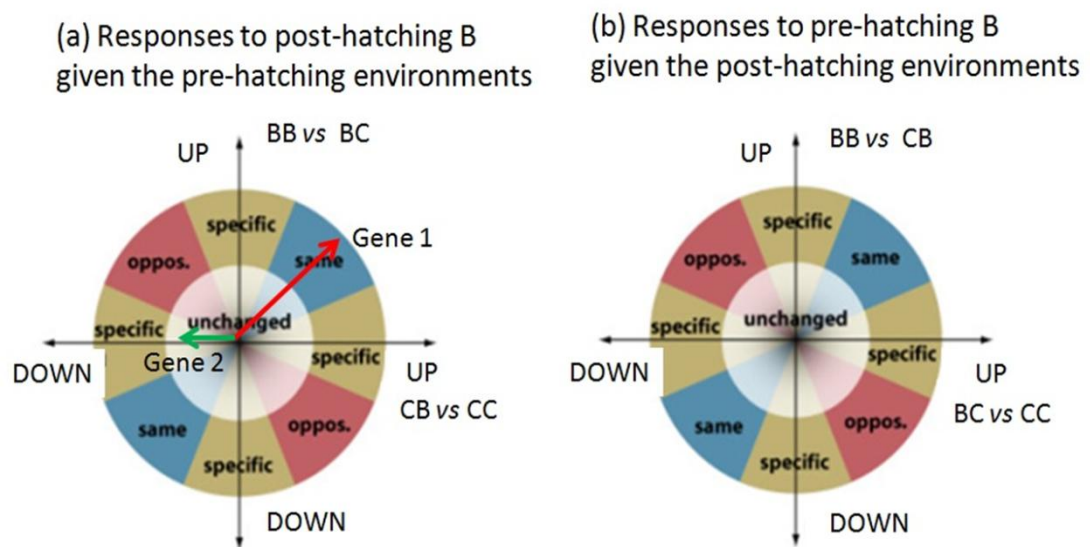 (a) Responses to post-hatching B
given the pre-hatching environments
BB vs BC
UP
specific
Gene 1
oppos.
same
specific
unchanged
specific
DOWN
Gene 2
UP
CB vs CC
same
oppos.
specific
DOWN
(b) Responses to pre-hatching B
given the post-hatching environments
BB vs CB
UP
specific
oppos.
same
specific
unchanged
specific
DOWN
UP
BC vs CC
same
oppos.
specific
DOWN